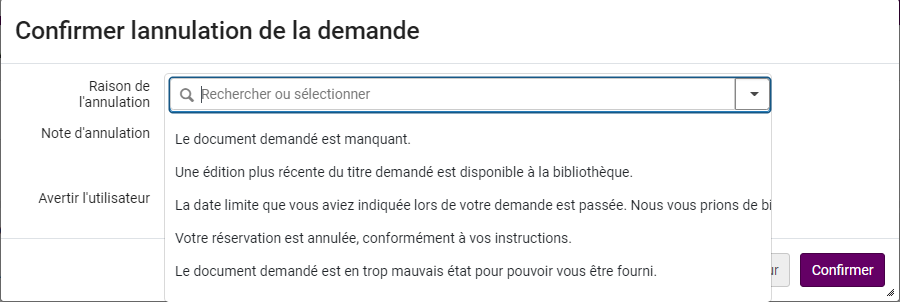 Confirmer lannulation de la demande
Raison de
l'annulation
Rechercher ou sélectionner
Note d'annulation
Le document demandé est manquant.
Une édition plus récente du titre demandé est disponible à la bibliothèque.
Avertir l'utilisateur
La date limite que vous aviez indiquée lors de votre demande est passée. Nous vous prions de
Votre réservation est annulée, conformément à vos instructions.
Le document demandé est en trop mauvais état pour pouvoir vous être fourni.
Confirmer